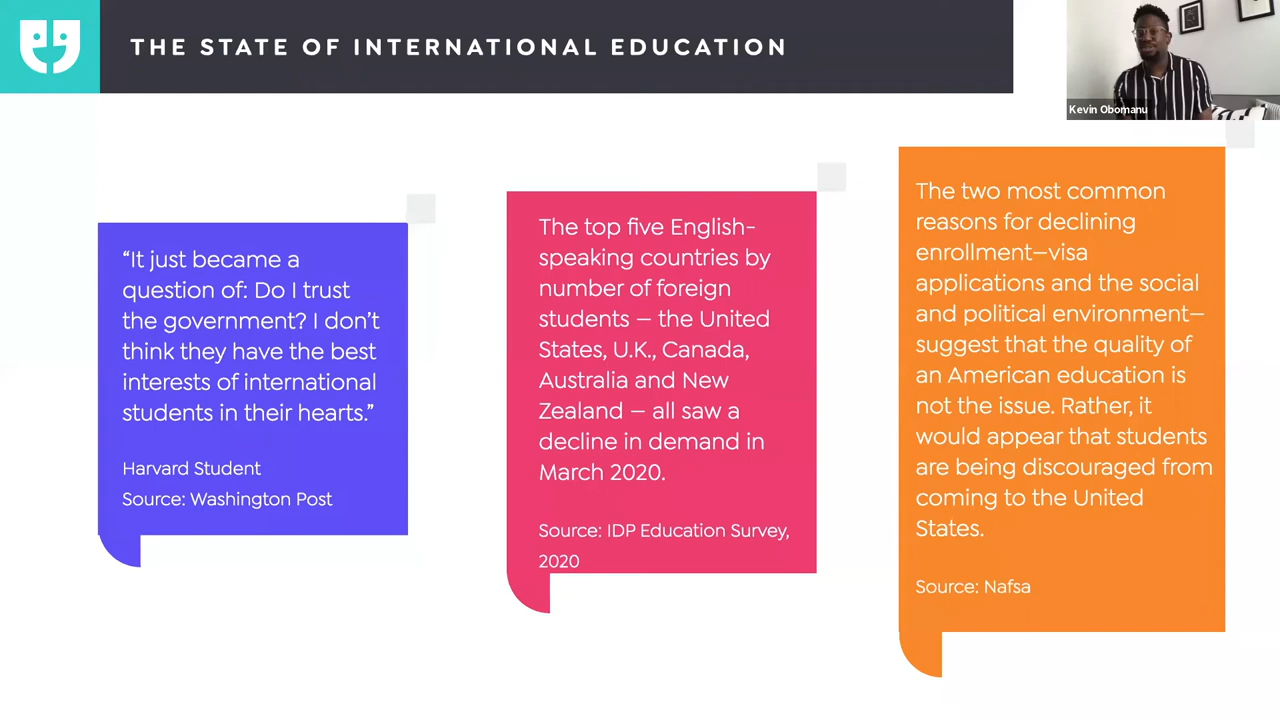 THE STATE OF INTERNATIONAL EDUCATION
Kevin Obomanu
“It just became a
question of: Do I trust
the government? I don’t
think they have the best
interests of international
students in their hearts.”
Harvard Student
Source: Washington Post
The top five English-
speaking countries by
number of foreign
students – the United
States, U.K., Canada,
Australia and New
Zealand – all saw a
decline in demand in
March 2020.
Source: IDP Education Survey,
2020
The two most common
reasons for declining
enrollment—visa
applications and the social
and political environment—
suggest that the quality of
an American education is
not the issue. Rather, it
would appear that students
are being discouraged from
coming to the United
States.
Source: Nafsa